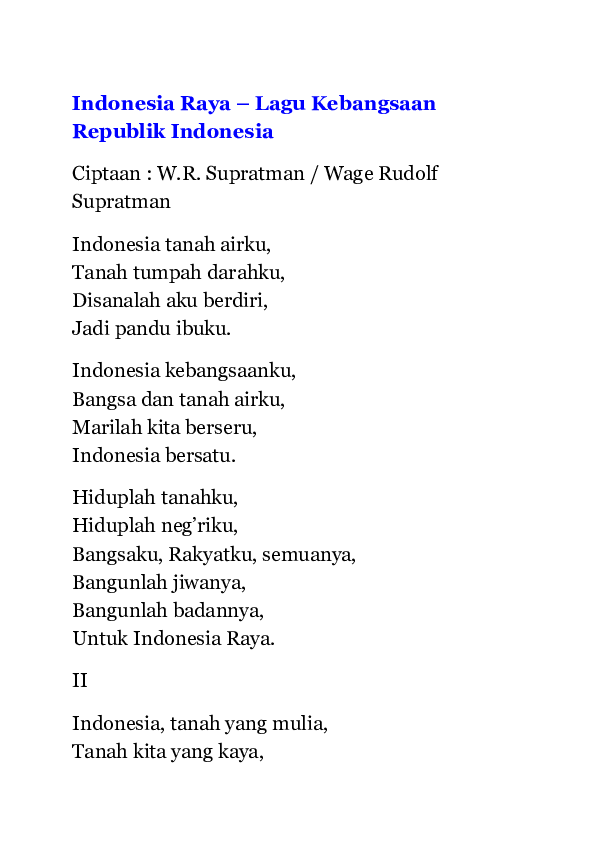 Indonesia Raya – Lagu Kebangsaan
Republik Indonesia
Ciptaan : W.R. Supratman / Wage Rudolf
Supratman
Indonesia tanah airku,
Tanah tumpah darahku,
Disanalah aku berdiri,
Jadi pandu ibuku.
Indonesia kebangsaanku,
Bangsa dan tanah airku,
Marilah kita berseru,
Indonesia bersatu.
Hiduplah tanahku,
Hiduplah neg’riku,
Bangsaku, Rakyatku, semuanya,
Bangunlah jiwanya,
Bangunlah badannya,
Untuk Indonesia Raya.
II
Indonesia, tanah yang mulia,
Tanah kita yang kaya,